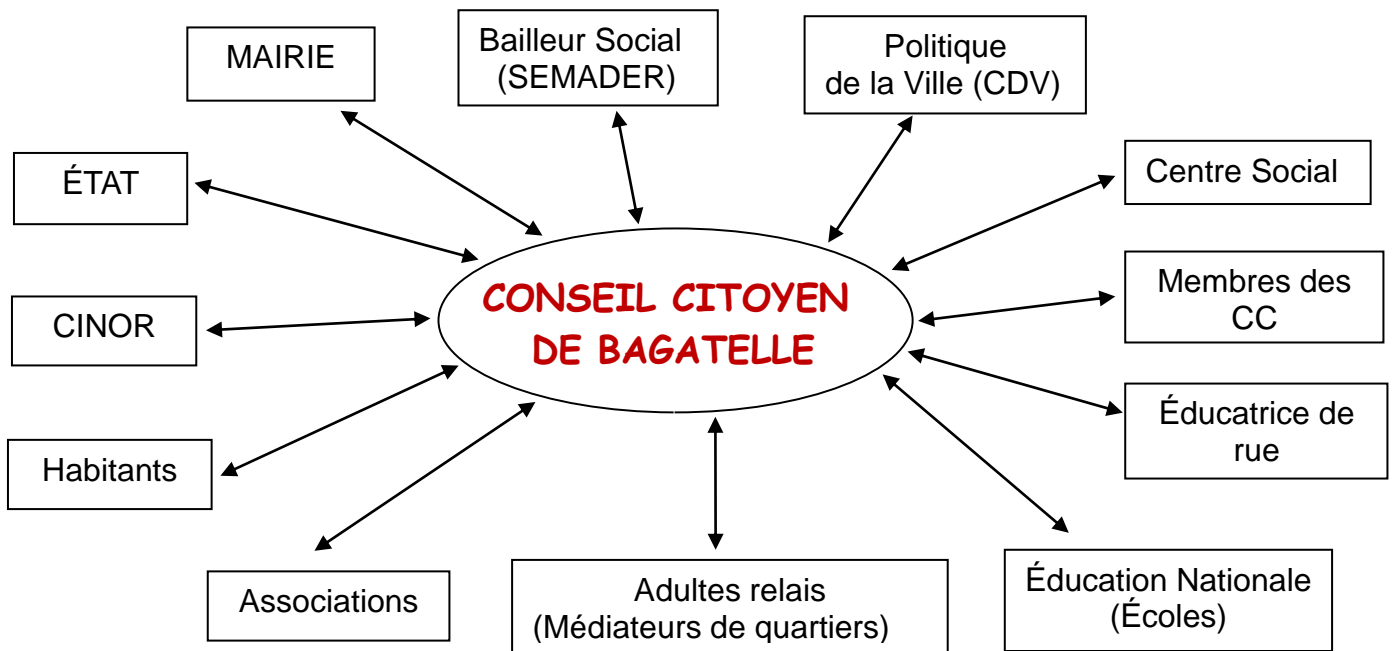 MAIRIE
Bailleur Social
(SEMADER)
Politique
de la Ville (CDV)
ÉTAT
Centre Social
CINOR
CONSEIL CITOYEN
DE BAGATELLE
Membres des
CC
Éducatrice de
rue
Habitants
Associations
Adultes relais
(Médiateurs de quartiers)
Éducation Nationale
(Écoles)